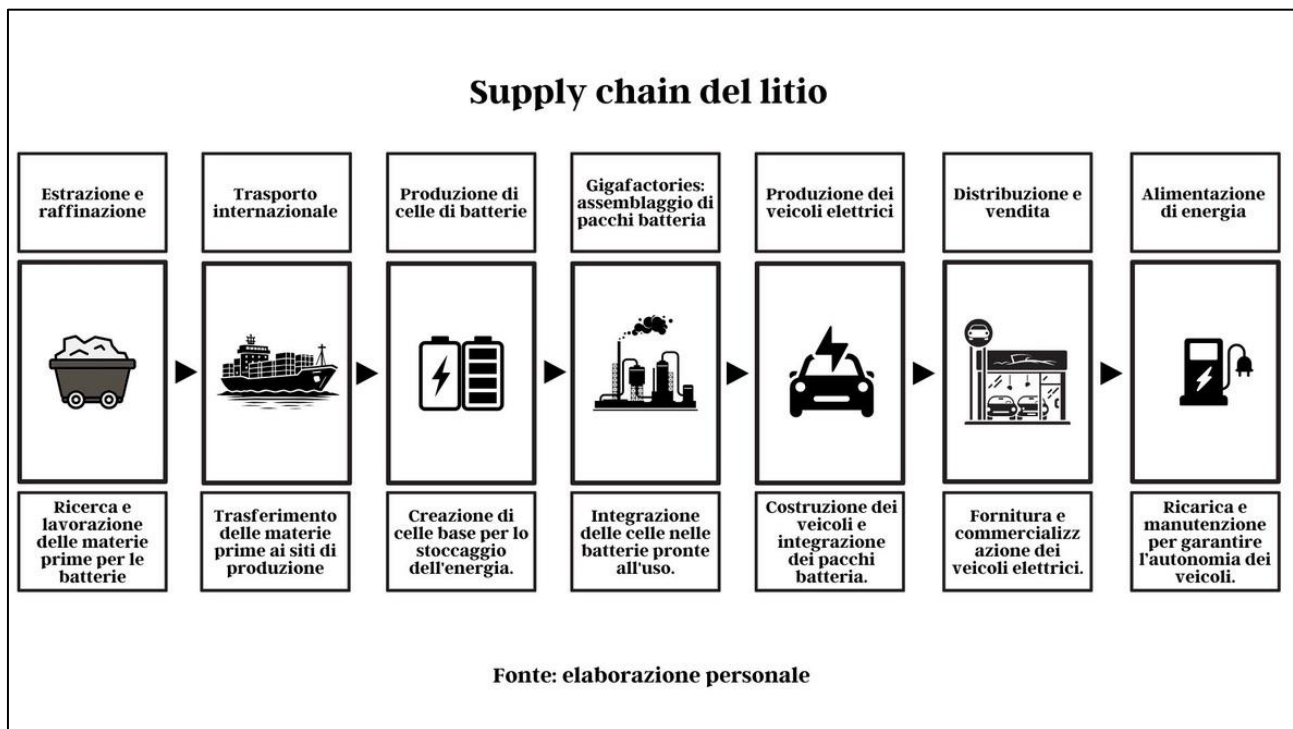 Supply chain del litio
Estrazione e
raffinazione
Trasporto
internazionale
Produzione di
celle di batterie
Gigafactories:
assemblaggio di
pacchi batteria
Produzione dei
veicoli elettrici
Distribuzione e
vendita
Alimentazione
di energia
Ricerca e
lavorazione
delle materie
prime per le
batterie
Trasferimento
delle materie
prime ai siti di
produzione
Creazione di
celle base per lo
stoccaggio
dell'energia.
Integrazione
delle celle nelle
batterie pronte
all'uso.
Costruzione dei
veicoli e
integrazione
dei pacchi
batteria.
Fornitura e
commercializz
azione dei
veicoli elettrici.
Ricarica e
manutenzione
per garantire
l'autonomia dei
veicoli.
Fonte: elaborazione personale